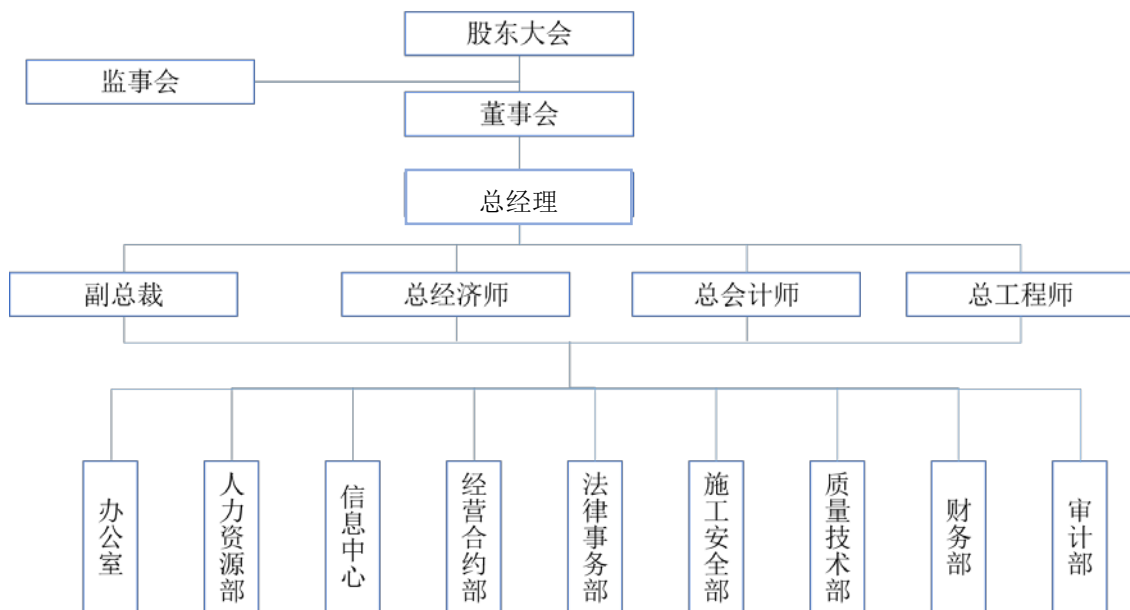 股东大会
监事会
董事会
总经理
副总裁
总经济师
总会计师
总工程师
办公室
人力资源部
信息中心
经营合约部
法律事务部
施工安全部
质量技术部
财务部
审计部